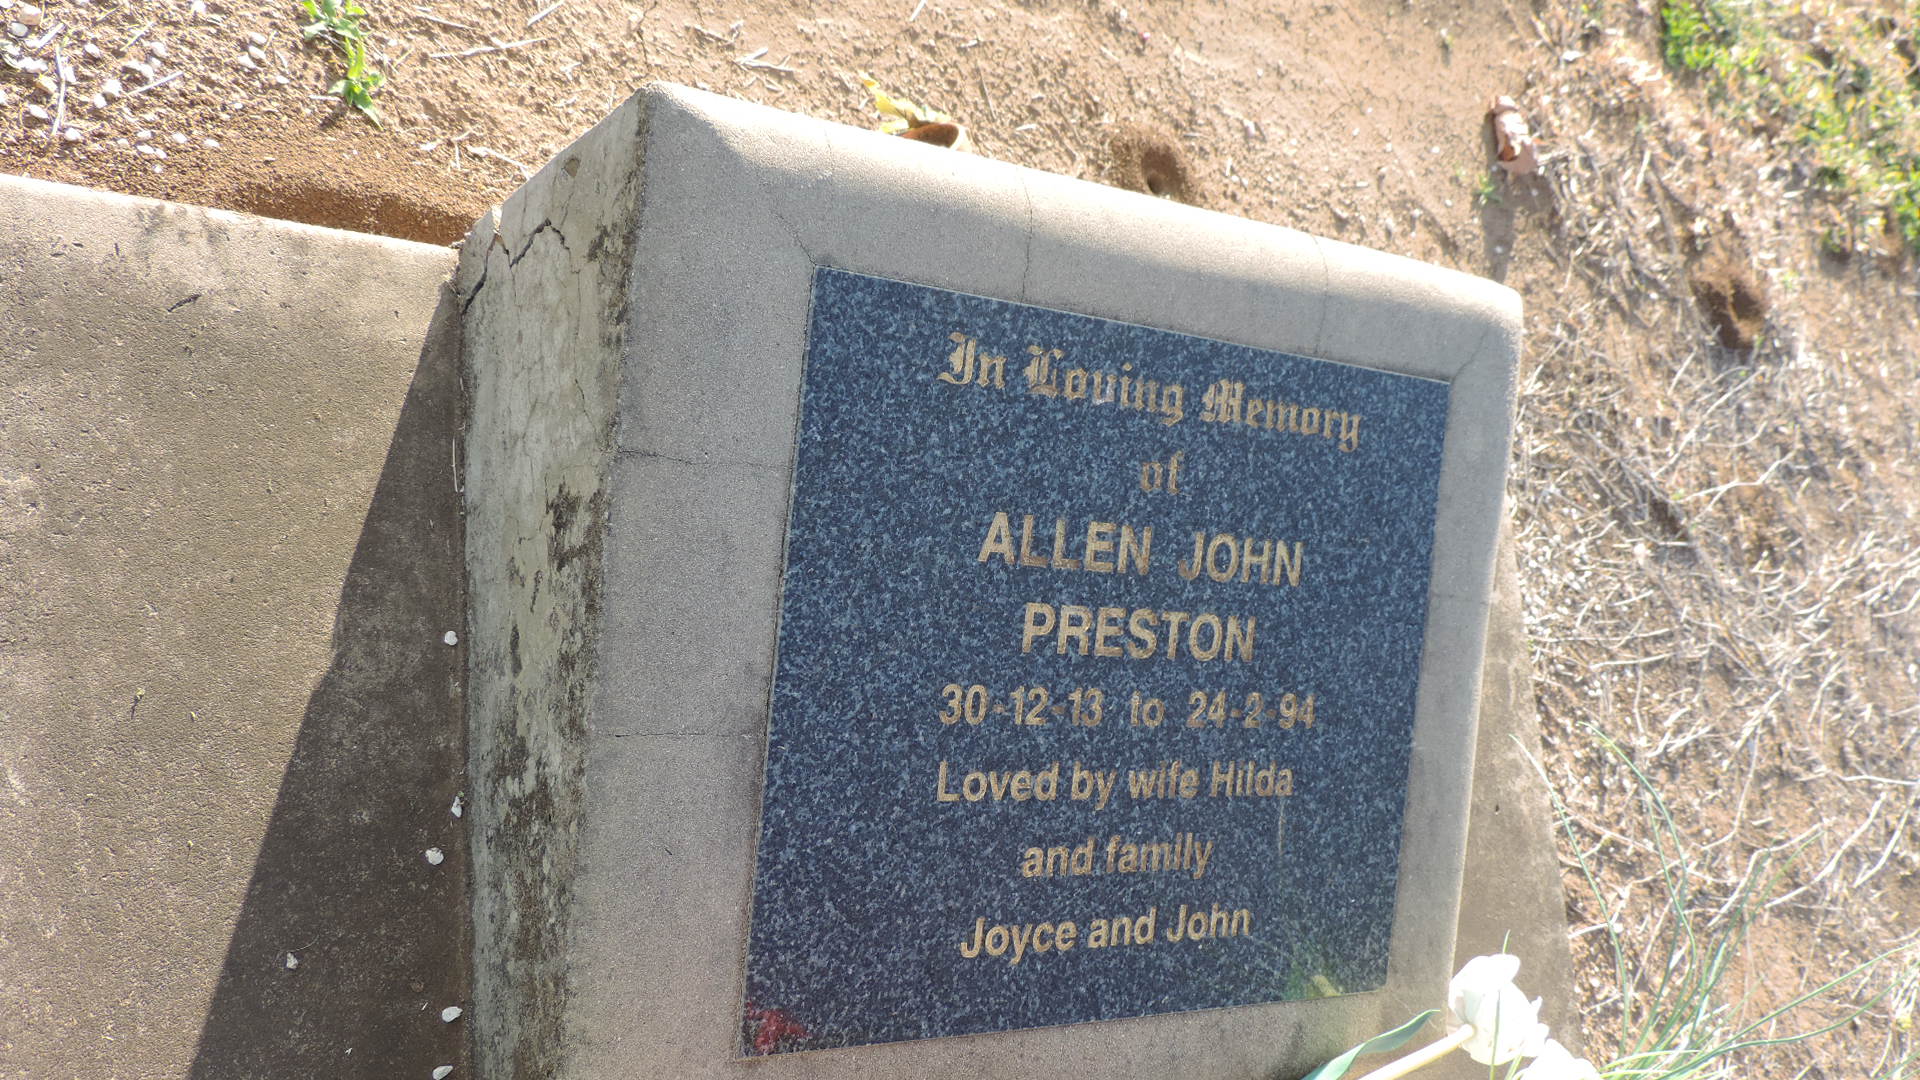 In Loving Memory
of
ALLEN JOHN
PRESTON
30-12-13 to 24-2-94
Loved by wife Hilda
and family
Joyce and John